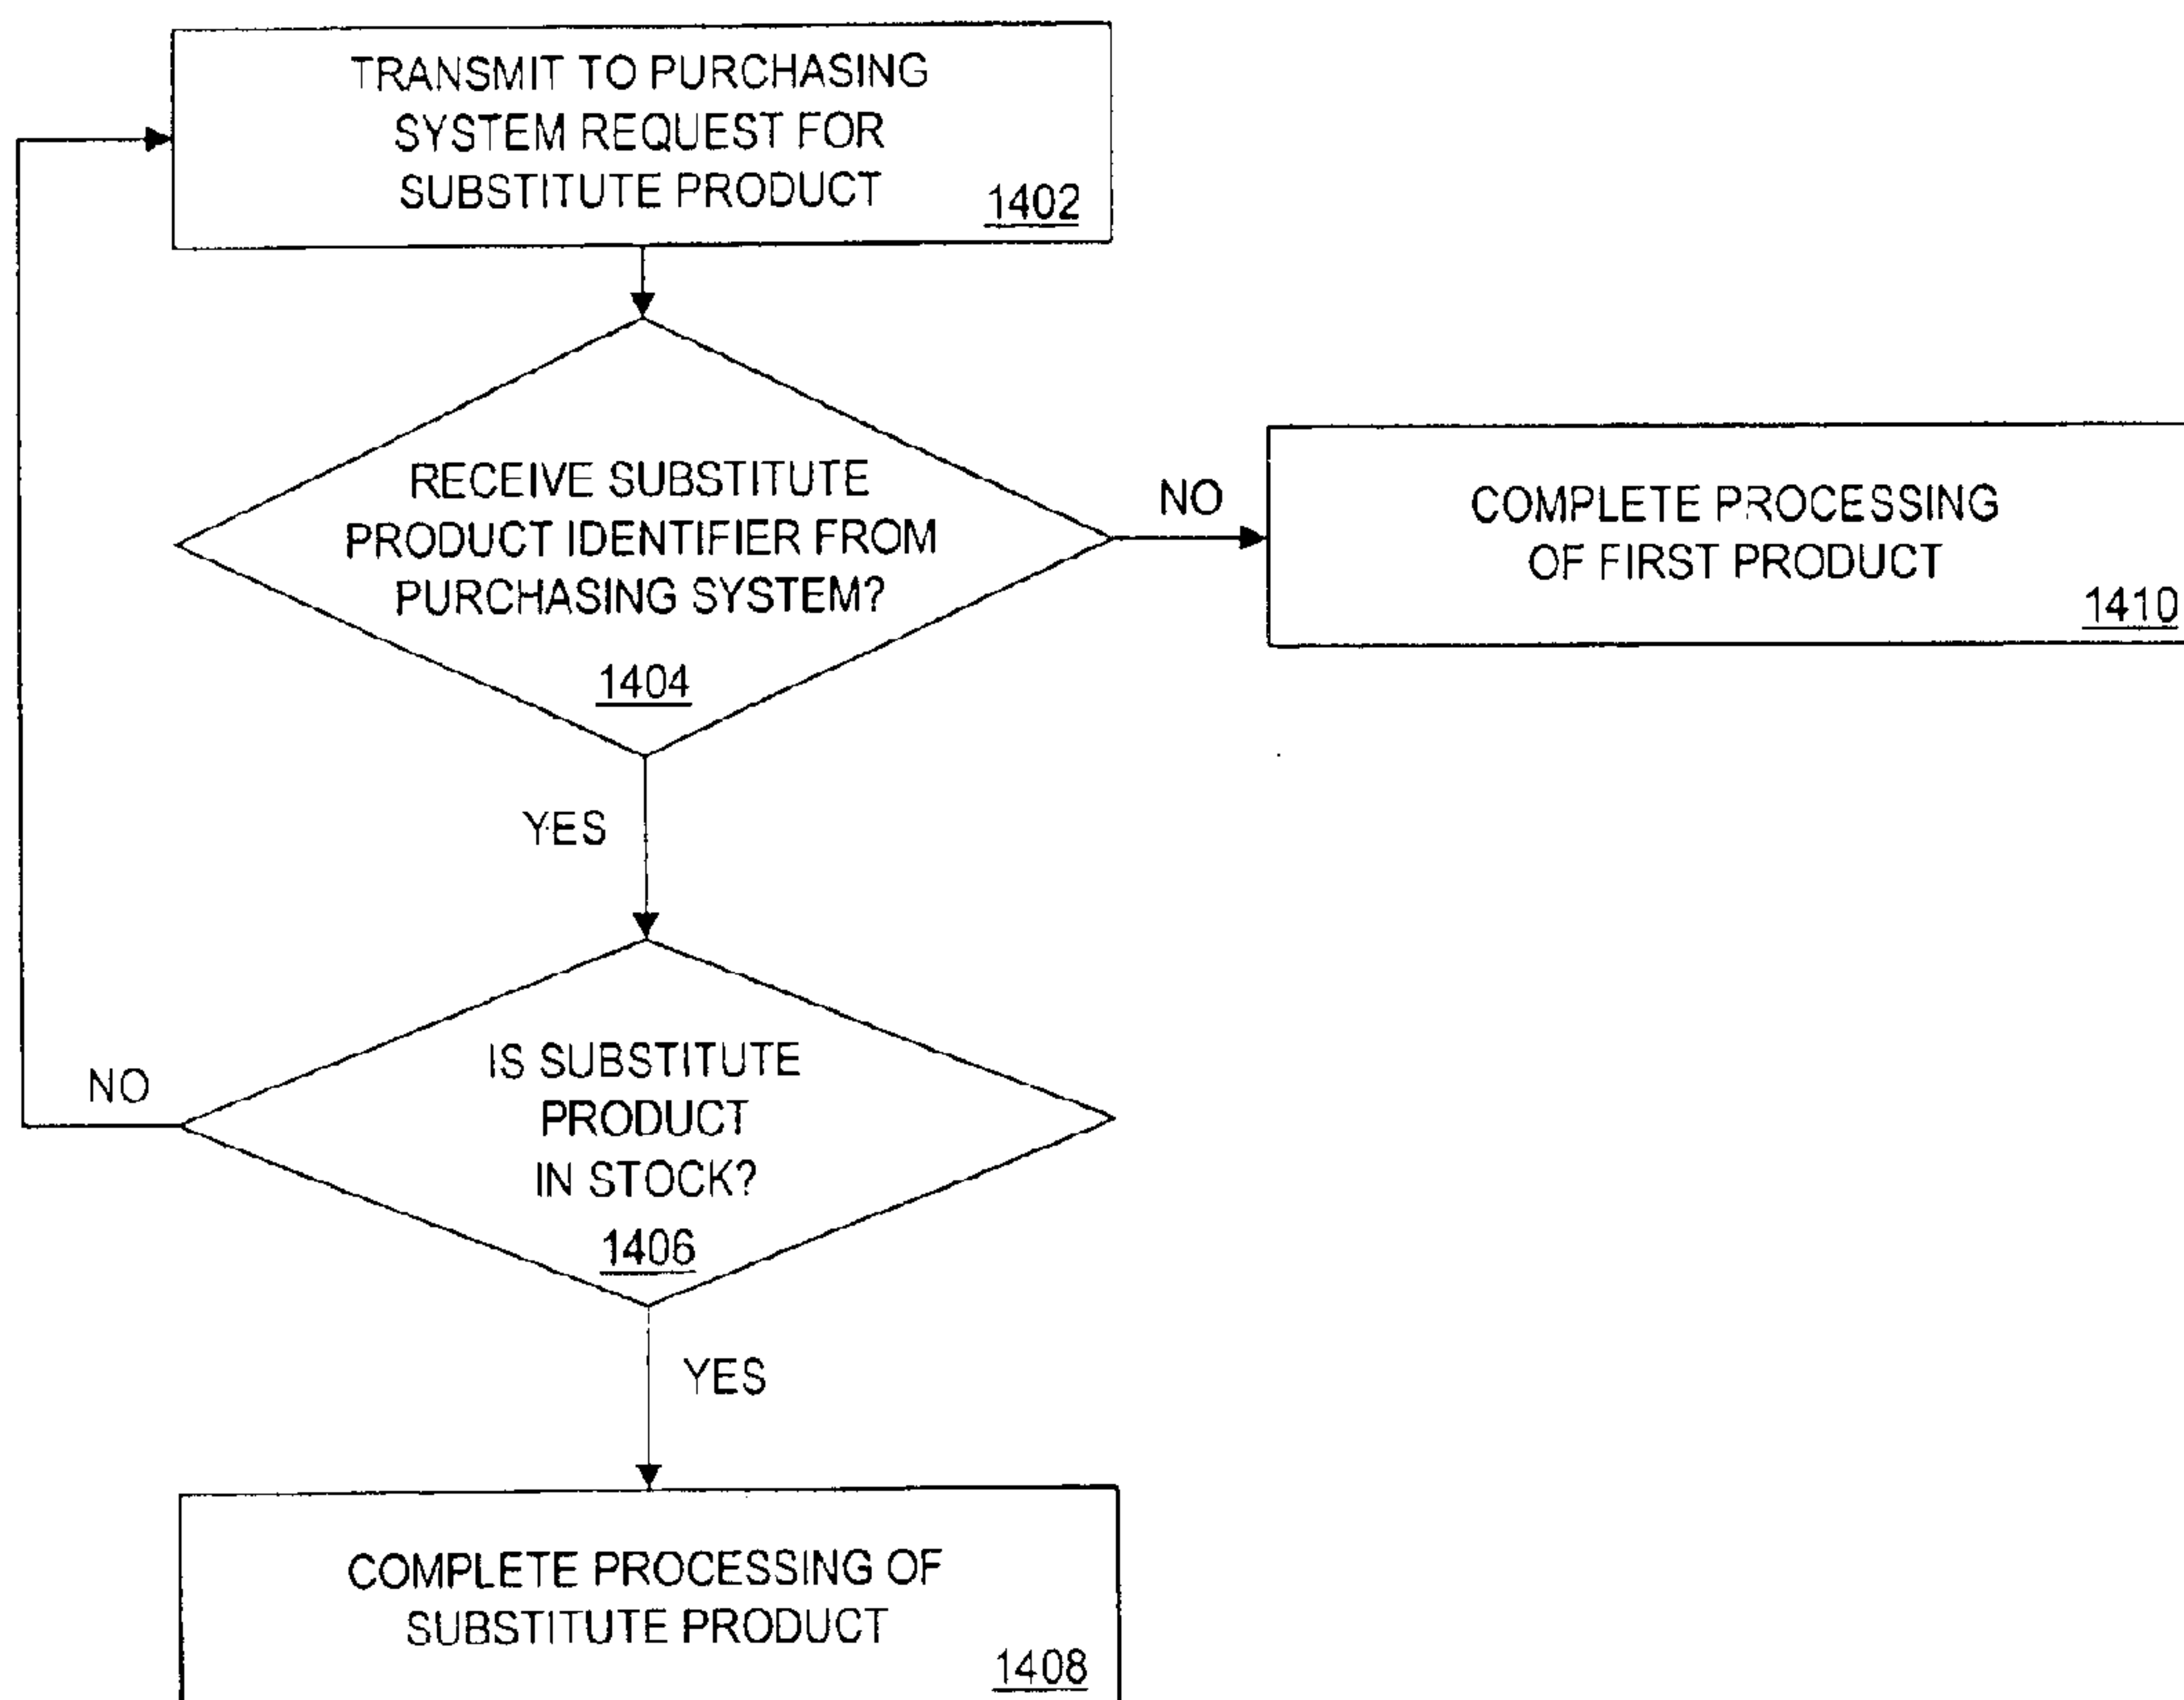 TRANSMIT TO PURCHASING
SYSTEM REQUEST FOR
SUBSTITUTE PRODUCT
1402
RECEIVE SUBSTITUTE
PRODUCT IDENTIFIER FROM
PURCHASING SYSTEM?
1404
NO
COMPLETE PROCESSING
OF FIRST PRODUCT
1410
YES
IS SUBSTITUTE
PRODUCT
IN STOCK?
1406
NO
YES
COMPLETE PROCESSING OF
SUBSTITUTE PRODUCT
1408